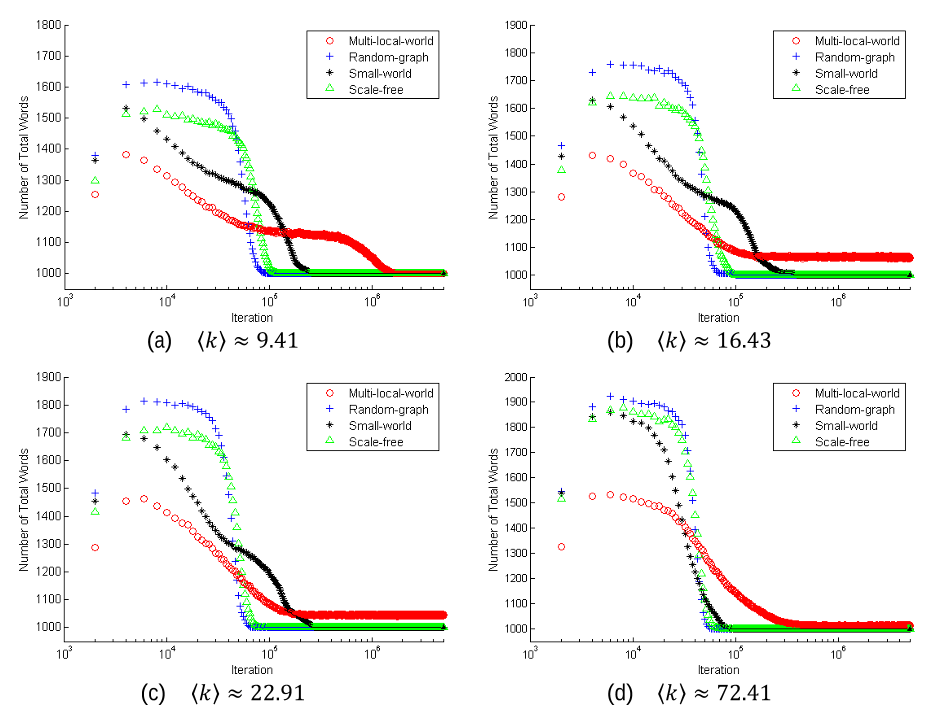 1800
1700
1600
1500
1400
1300
1200
1100
1000
Number of Total Words
10^3
10^4
10^5
10^6
Iteration
Multi-local-world
Random-graph
Small-world
Scale-free
(a) ⟨k⟩ ≈ 9.41
1900
1800
1700
1600
1500
1400
1300
1200
1100
1000
Number of Total Words
10^3
10^4
10^5
10^6
Iteration
Multi-local-world
Random-graph
Small-world
Scale-free
(b) ⟨k⟩ ≈ 16.43
1900
1800
1700
1600
1500
1400
1300
1200
1100
1000
Number of Total Words
10^3
10^4
10^5
10^6
Iteration
Multi-local-world
Random-graph
Small-world
Scale-free
(c) ⟨k⟩ ≈ 22.91
2000
1900
1800
1700
1600
1500
1400
1300
1200
1100
1000
Number of Total Words
10^3
10^4
10^5
10^6
Iteration
Multi-local-world
Random-graph
Small-world
Scale-free
(d) ⟨k⟩ ≈ 72.41